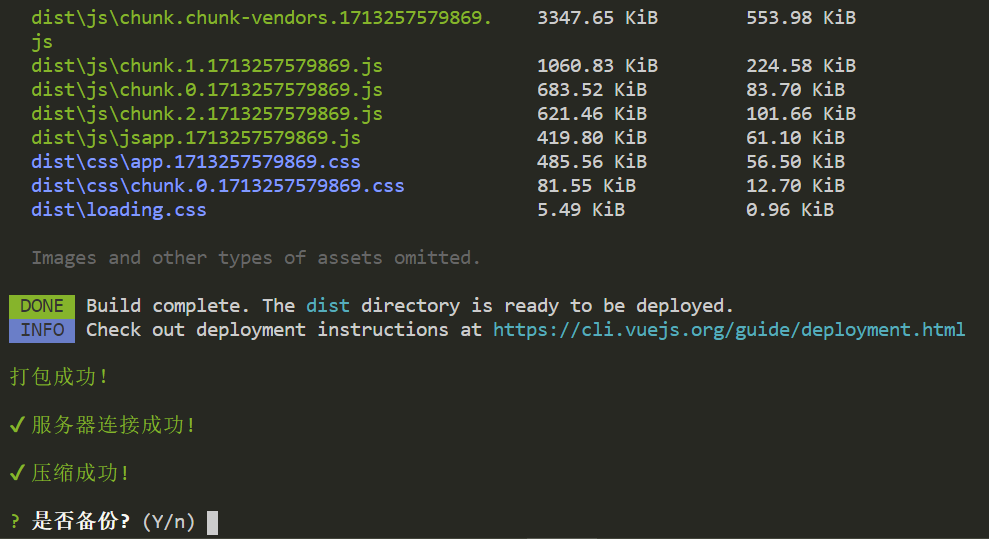 dist\js\chunk.chunk-vendors.1713257579869. 3347.65 KiB 553.98 KiB
js
dist\js\chunk.1.1713257579869.js 1060.83 KiB 224.58 KiB
dist\js\chunk.0.1713257579869.js 683.52 KiB 83.70 KiB
dist\js\chunk.2.1713257579869.js 621.46 KiB 101.66 KiB
dist\js\jsapp.1713257579869.js 419.80 KiB 61.10 KiB
dist\css\app.1713257579869.css 485.56 KiB 56.50 KiB
dist\css\chunk.0.1713257579869.css 81.55 KiB 12.70 KiB
dist\loading.css 5.49 KiB 0.96 KiB
Images and other types of assets omitted.
DONE Build complete. The dist directory is ready to be deployed.
INFO Check out deployment instructions at https://cli.vuejs.org/guide/deployment.html
打包成功!
✔ 服务器连接成功!
✔ 压缩成功!
? 是否备份? (Y/n)